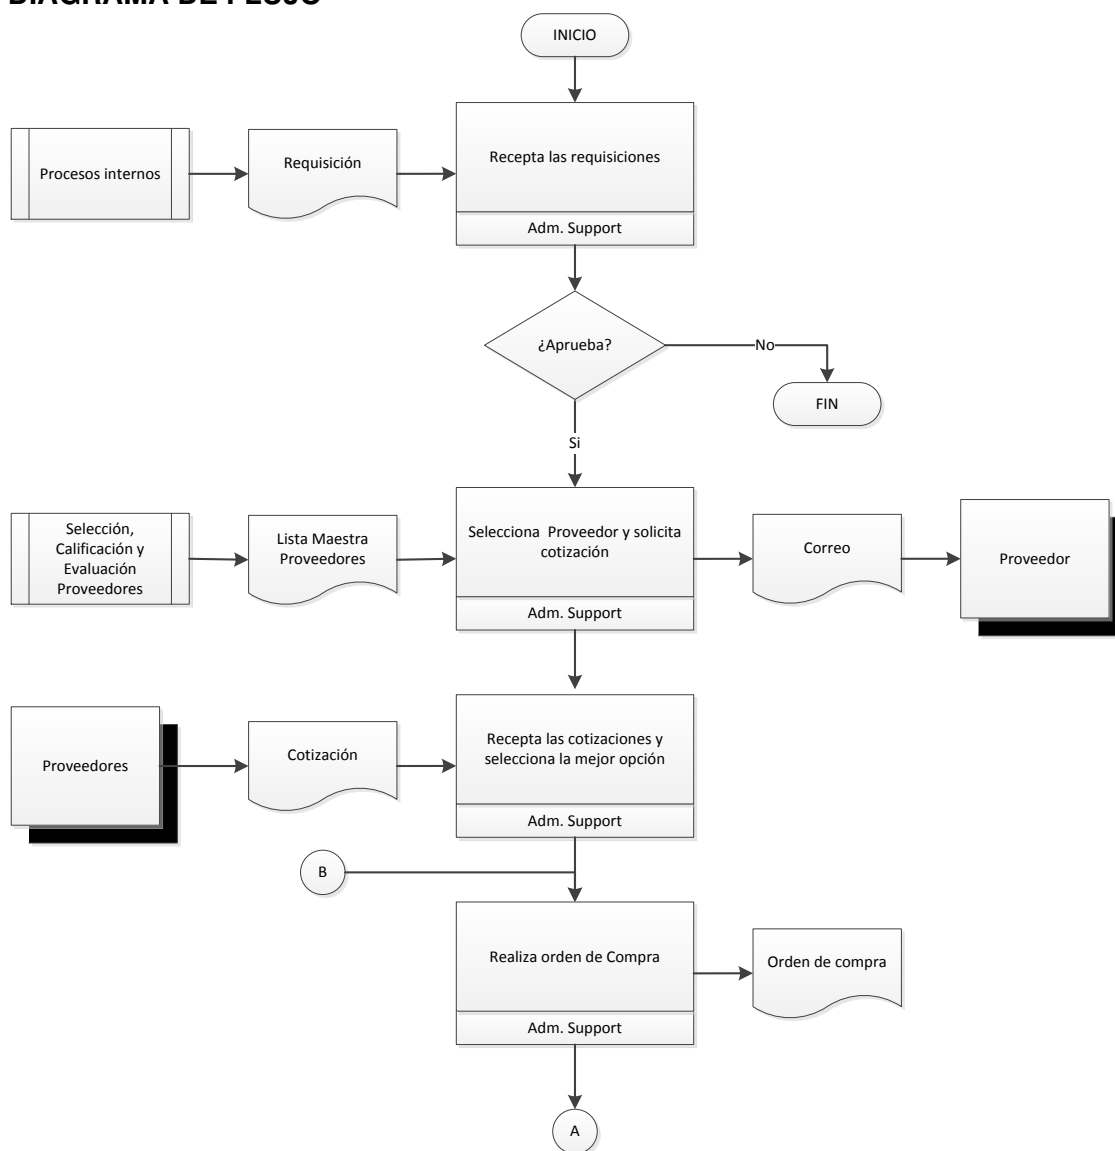 DIAGRAMA DE FLUJO
INICIO
Procesos internos
Requisición
Recepta las requisiciones
Adm. Support
¿Aprueba?
No
FIN
Si
Selección,
Calificación y
Evaluación
Proveedores
Lista Maestra
Proveedores
Selecciona Proveedor y solicita
cotización
Adm. Support
Correo
Proveedor
Proveedores
Cotización
Recepta las cotizaciones y
selecciona la mejor opción
Adm. Support
B
Realiza orden de Compra
Adm. Support
Orden de compra
A